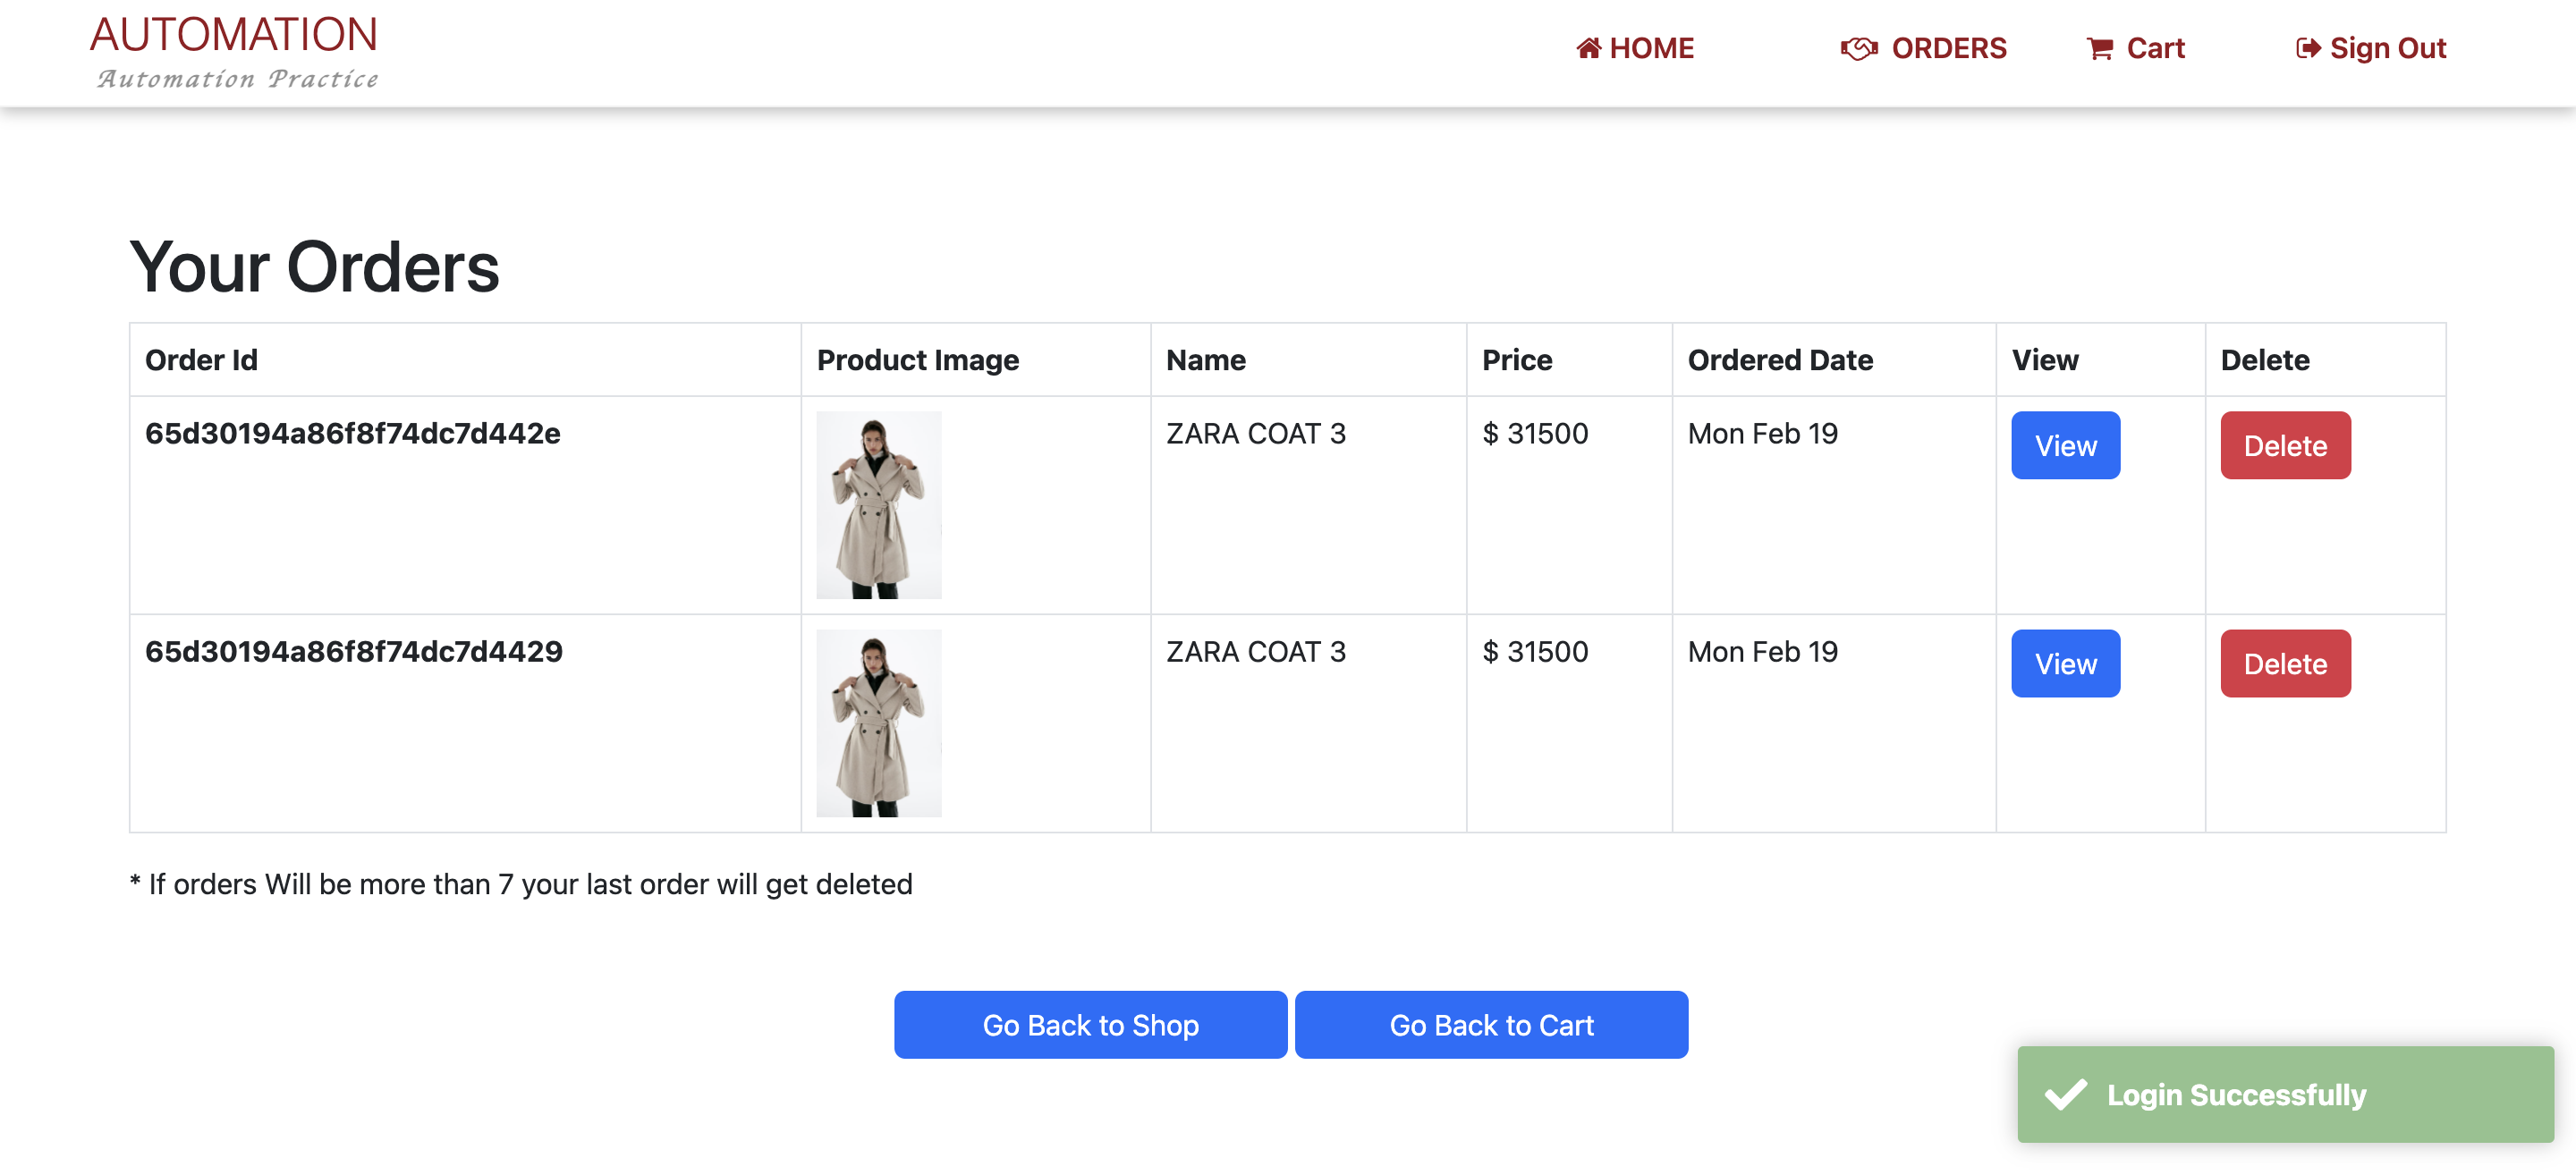 AUTOMATION
Automation Practice
HOME
ORDERS
Cart
Sign Out
Your Orders
Order Id Product Image Name Price Ordered Date View Delete
65d30194a86f8f74dc7d442e ZARA COAT 3 $ 31500 Mon Feb 19 View Delete
65d30194a86f8f74dc7d4429 ZARA COAT 3 $ 31500 Mon Feb 19 View Delete
* If orders Will be more than 7 your last order will get deleted
Go Back to Shop Go Back to Cart
Login Successfully